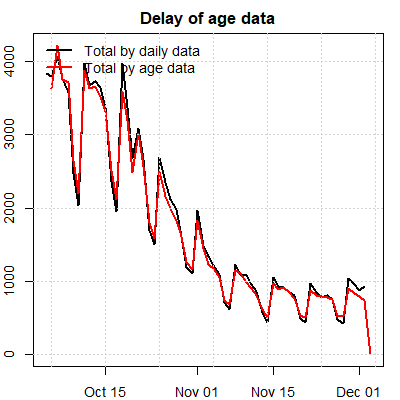 Delay of age data
Total by daily data
Total by age data
4000
3000
2000
1000
0
Oct 15
Nov 01
Nov 15
Dec 01